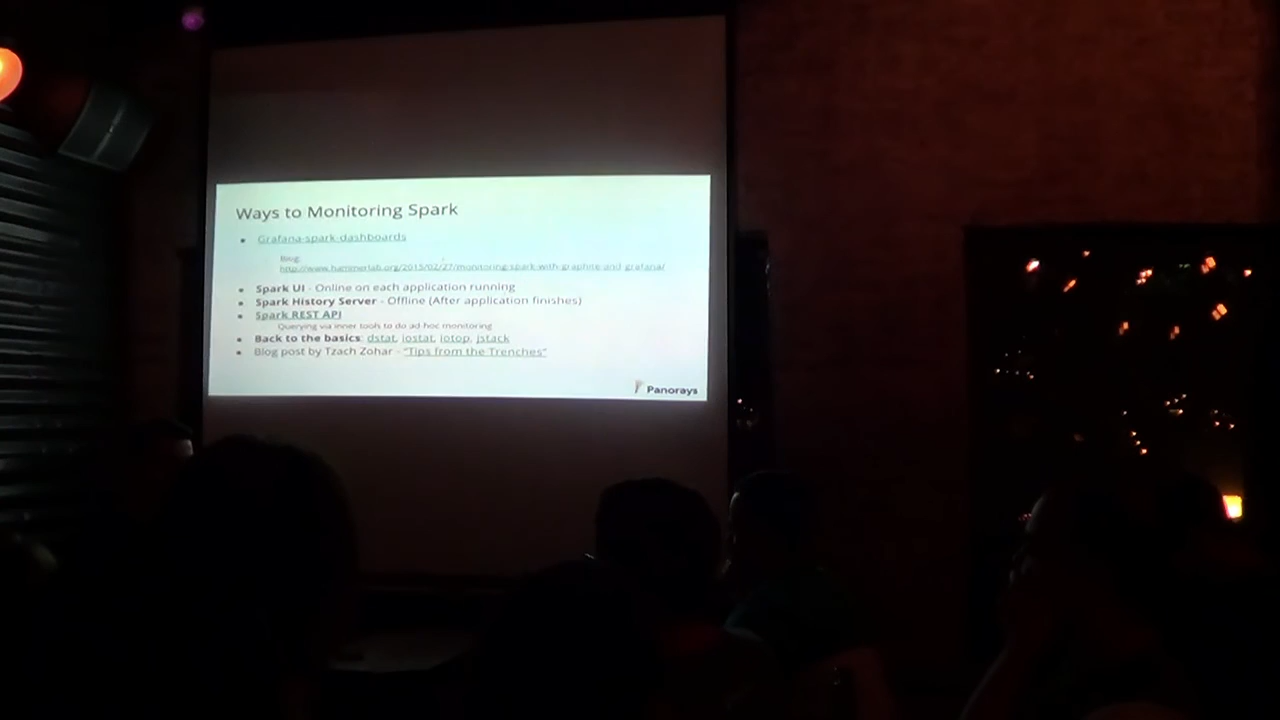 Ways to Monitoring Spark
Grafana-spark-dashboards
Blog:
http://www.hammerlab.org/2015/02/27/monitoring-spark-with-graphite-and-grafana/
Spark UI - Online on each application running
Spark History Server - Offline (After application finishes)
Spark REST API
Querying via inner tools to do ad-hoc monitoring
Back to the basics: dstat, iostat, iotop, jstack
Blog post by Tzach Zohar - "Tips from the Trenches"
Panorays